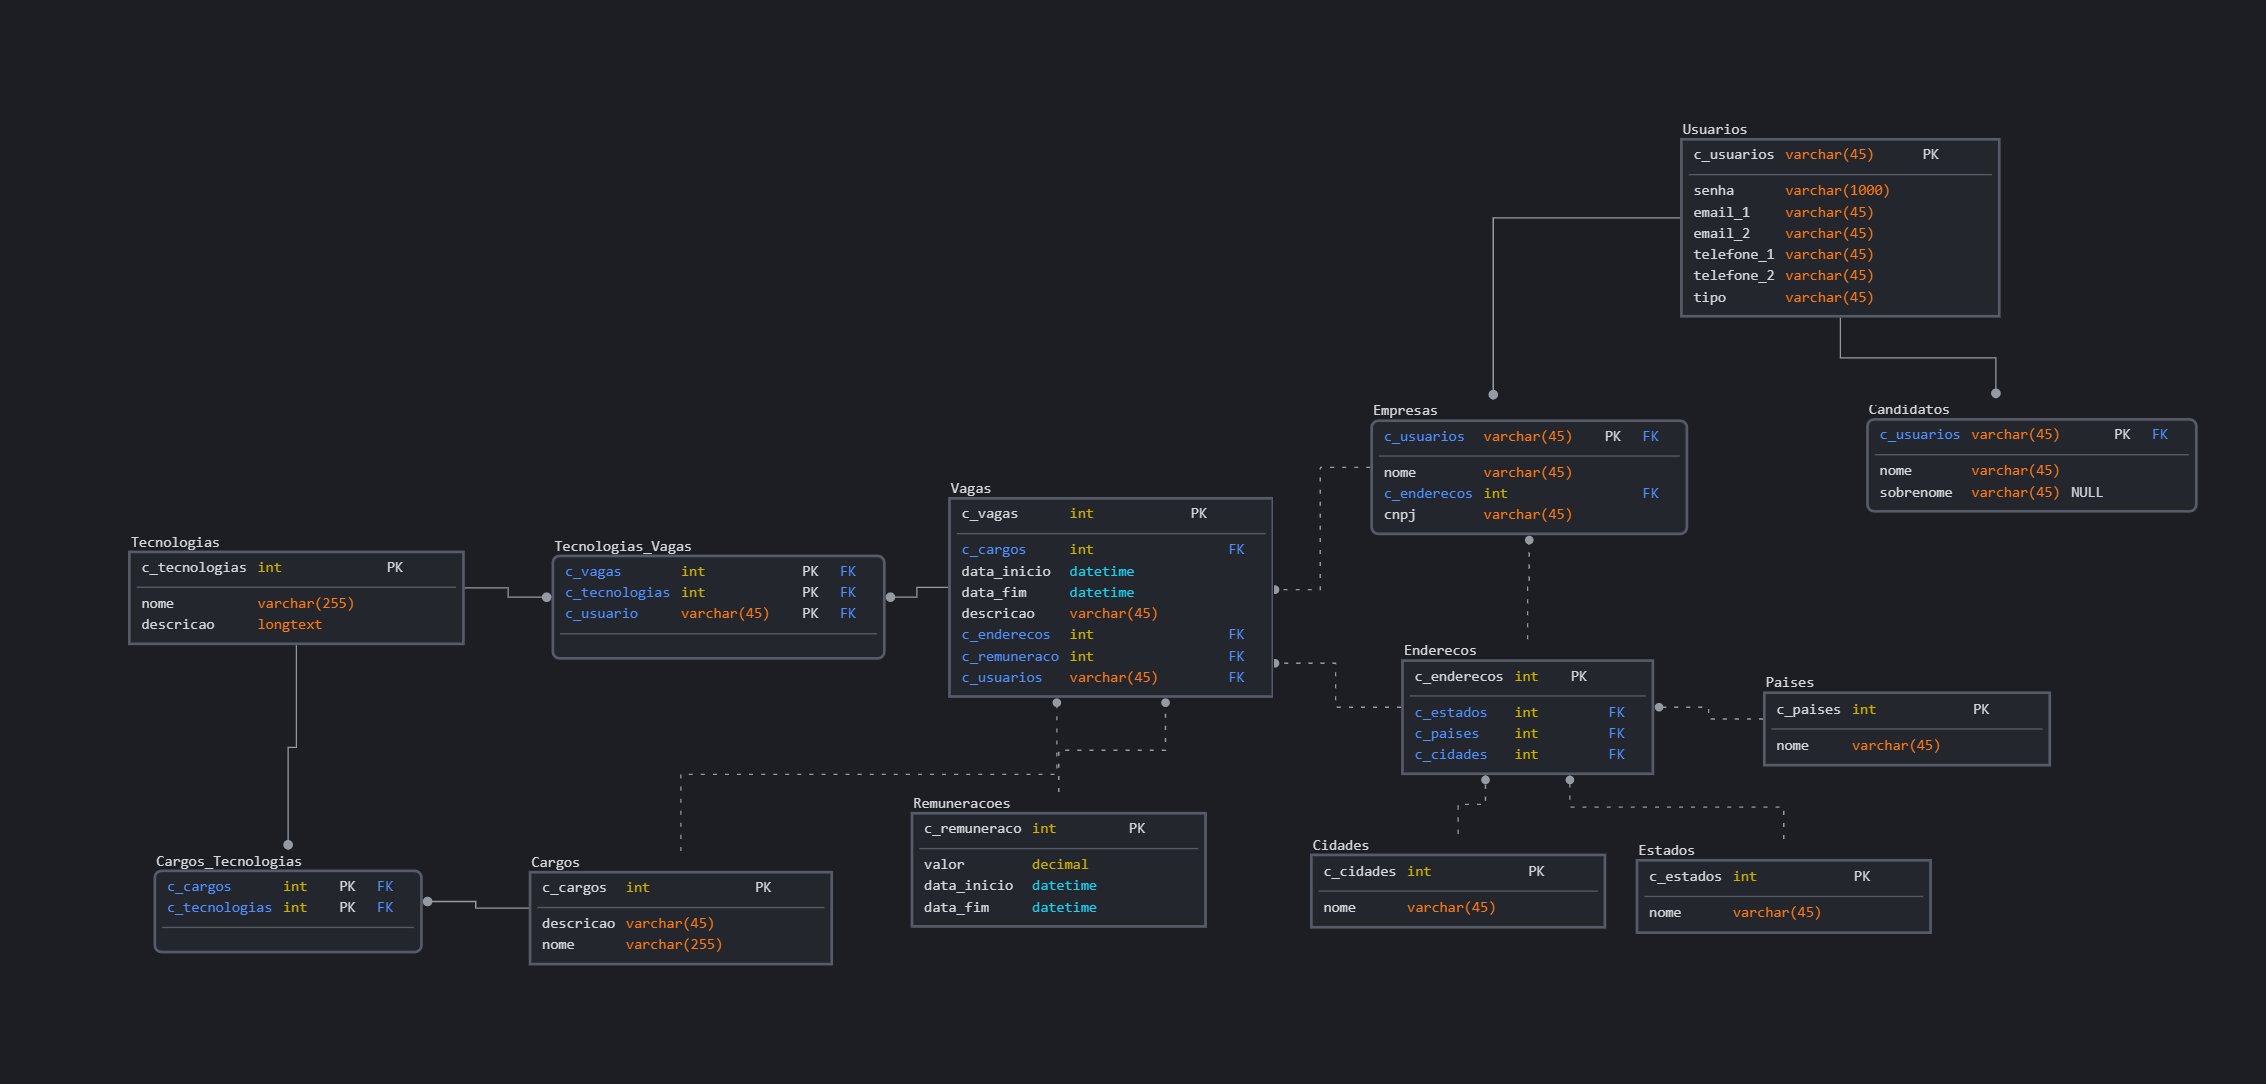 Usuarios
c_usuarios varchar(45) PK
senha varchar(1000)
email_1 varchar(45)
email_2 varchar(45)
telefone_1 varchar(45)
telefone_2 varchar(45)
tipo varchar(45)
Empresas
c_usuarios varchar(45) PK FK
nome varchar(45)
c_enderecos int FK
cnpj varchar(45)
Candidatos
c_usuarios varchar(45) PK FK
nome varchar(45)
sobrenome varchar(45) NULL
Vagas
c_vagas int PK
c_cargos int FK
data_inicio datetime
data_fim datetime
descricao varchar(45)
c_enderecos int FK
c_remuneraco int FK
c_usuarios varchar(45) FK
Tecnologias
c_tecnologias int PK
nome varchar(255)
descricao longtext
Tecnologias_Vagas
c_vagas int PK FK
c_tecnologias int PK FK
c_usuario varchar(45) PK FK
Enderecos
c_enderecos int PK
c_estados int FK
c_paises int FK
c_cidades int FK
Paises
c_paises int PK
nome varchar(45)
Remuneracoes
c_remuneraco int PK
valor decimal
data_inicio datetime
data_fim datetime
Cargos_Tecnologias
c_cargos int PK FK
c_tecnologias int PK FK
Cargos
c_cargos int PK
descricao varchar(45)
nome varchar(255)
Cidades
c_cidades int PK
nome varchar(45)
Estados
c_estados int PK
nome varchar(45)